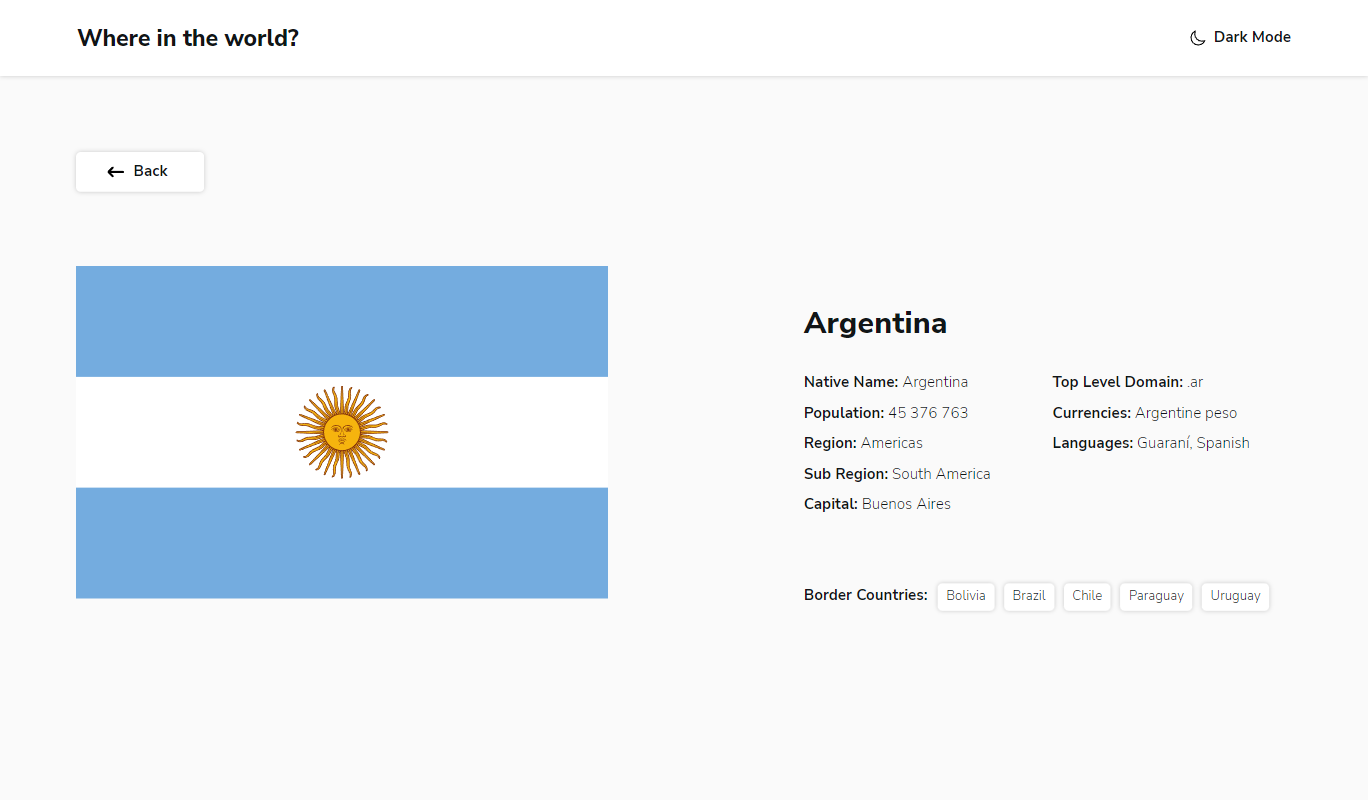 Where in the world?
Dark Mode
Back
Argentina
Native Name: Argentina
Population: 45 376 763
Region: Americas
Sub Region: South America
Capital: Buenos Aires
Top Level Domain: .ar
Currencies: Argentine peso
Languages: Guaraní, Spanish
Border Countries: Bolivia Brazil Chile Paraguay Uruguay